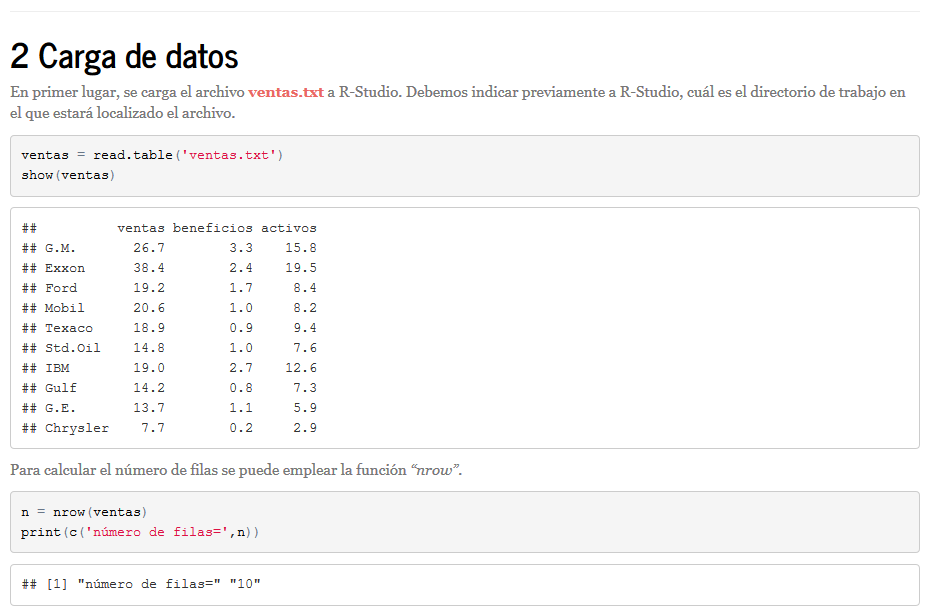 2 Carga de datos
En primer lugar, se carga el archivo ventas.txt a R-Studio. Debemos indicar previamente a R-Studio, cuál es el directorio de trabajo en
el que estará localizado el archivo.
ventas = read.table('ventas.txt')
show(ventas)
##          ventas beneficios activos
## G.M.       26.7        3.3    15.8
## Exxon      38.4        2.4    19.5
## Ford       19.2        1.7     8.4
## Mobil      20.6        1.0     8.2
## Texaco     18.9        0.9     9.4
## Std.Oil    14.8        1.0     7.6
## IBM        19.0        2.7    12.6
## Gulf       14.2        0.8     7.3
## G.E.       13.7        1.1     5.9
## Chrysler    7.7        0.2     2.9
Para calcular el número de filas se puede emplear la función “nrow”.
n = nrow(ventas)
print(c('número de filas=',n))
## [1] "número de filas=" "10"